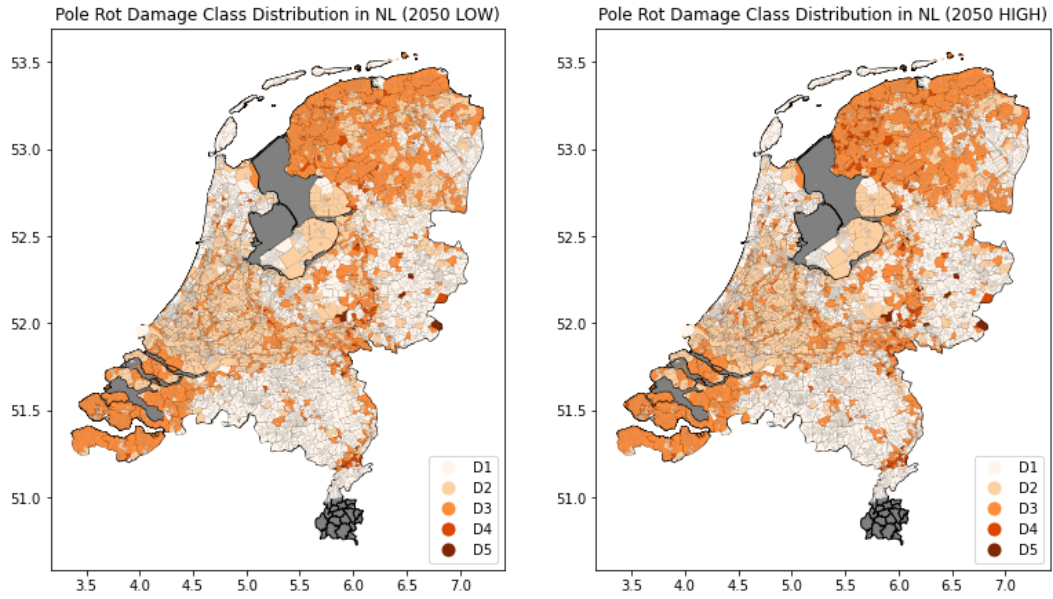 Pole Rot Damage Class Distribution in NL (2050 LOW)
53.5
53.0
52.5
52.0
51.5
51.0
3.5 4.0 4.5 5.0 5.5 6.0 6.5 7.0
D1
D2
D3
D4
D5
Pole Rot Damage Class Distribution in NL (2050 HIGH)
53.5
53.0
52.5
52.0
51.5
51.0
3.5 4.0 4.5 5.0 5.5 6.0 6.5 7.0
D1
D2
D3
D4
D5